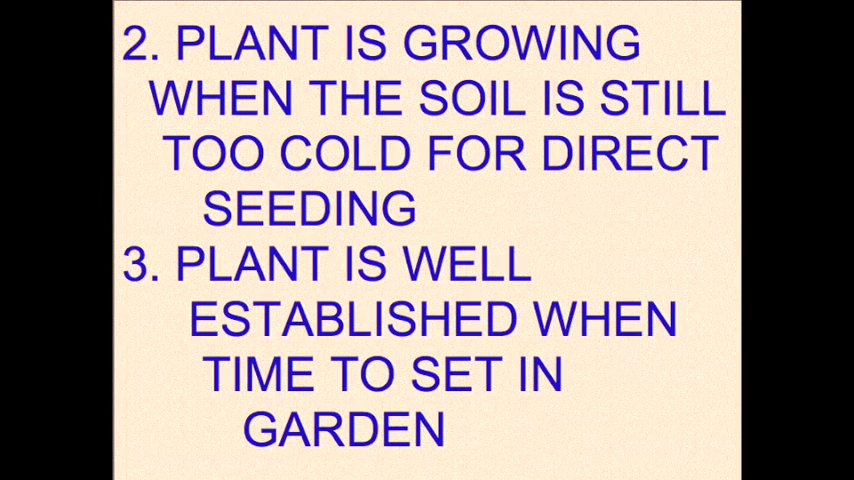 2. PLANT IS GROWING
WHEN THE SOIL IS STILL
TOO COLD FOR DIRECT
SEEDING
3. PLANT IS WELL
ESTABLISHED WHEN
TIME TO SET IN
GARDEN